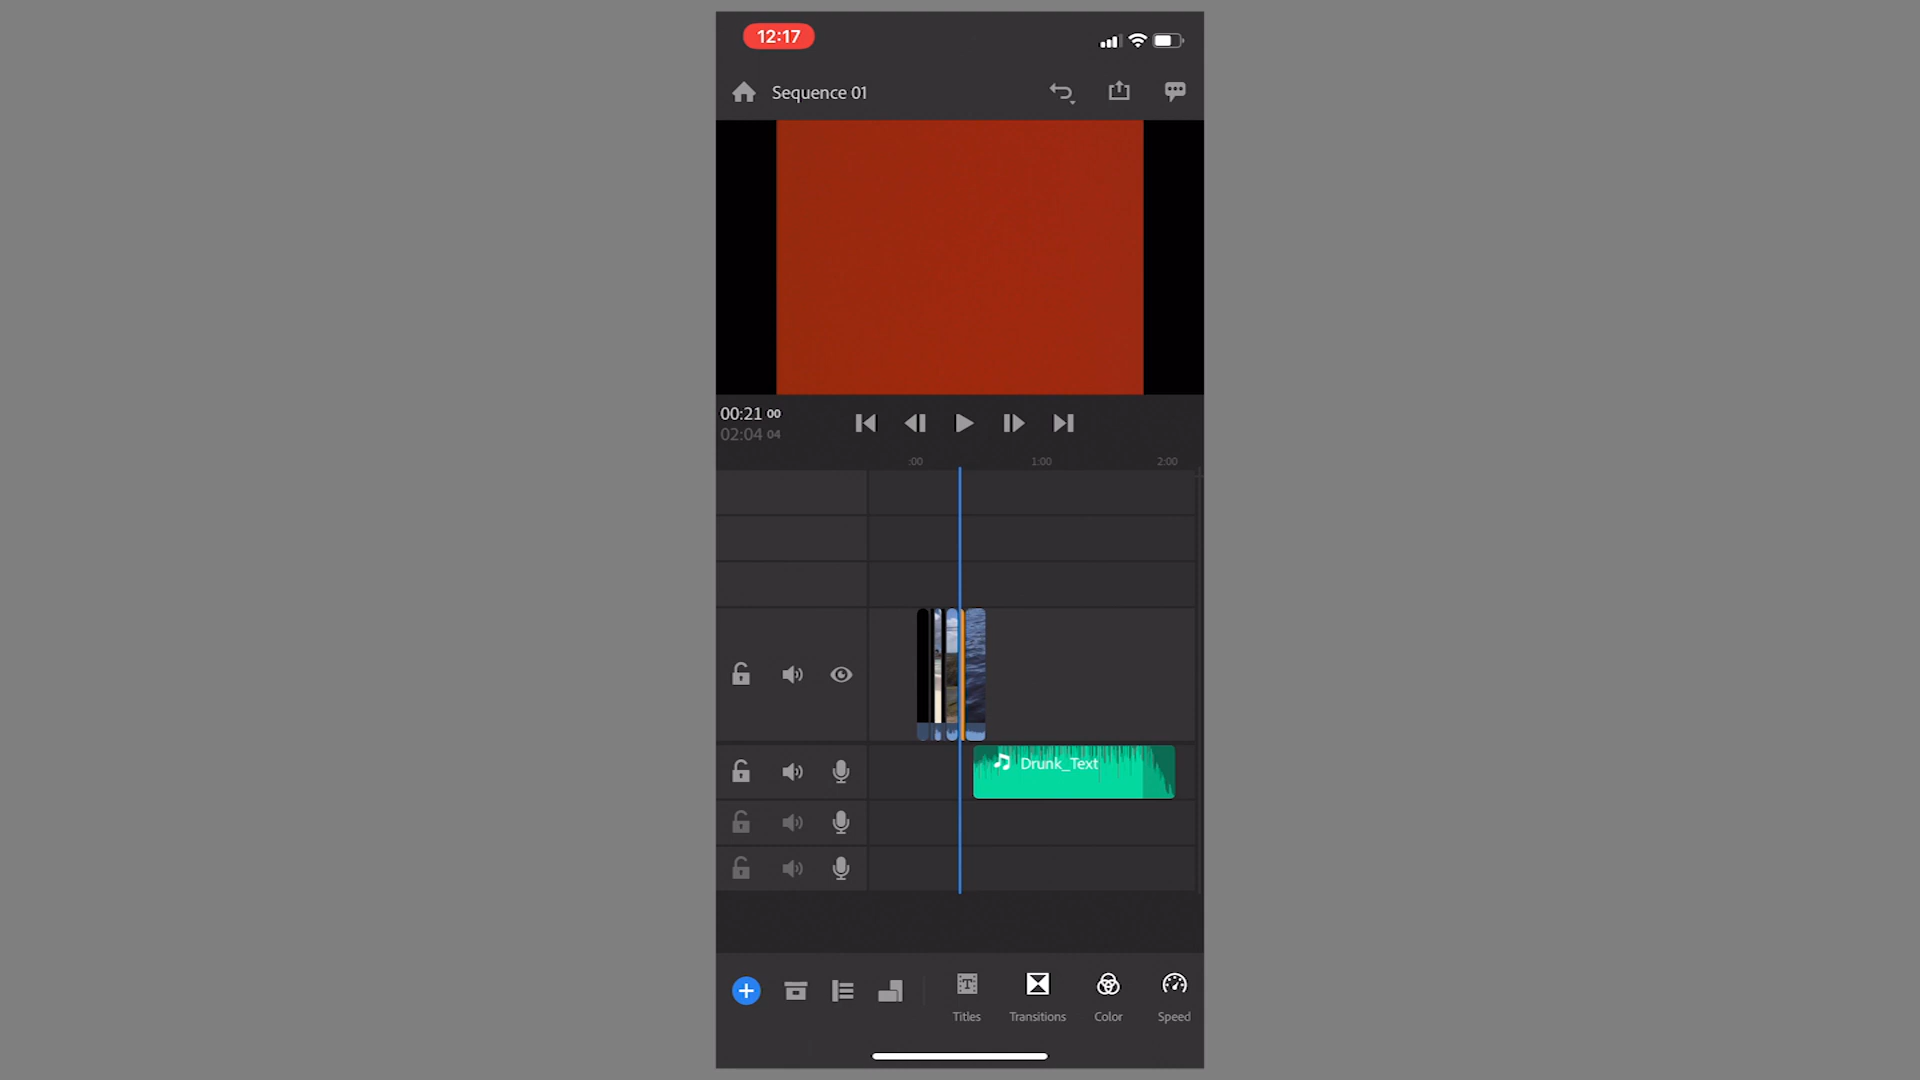 12:17
Sequence 01
00:21 00
02:04 04
:00 1:00 2:00
Drunk_Text
Titles Transitions Color Speed